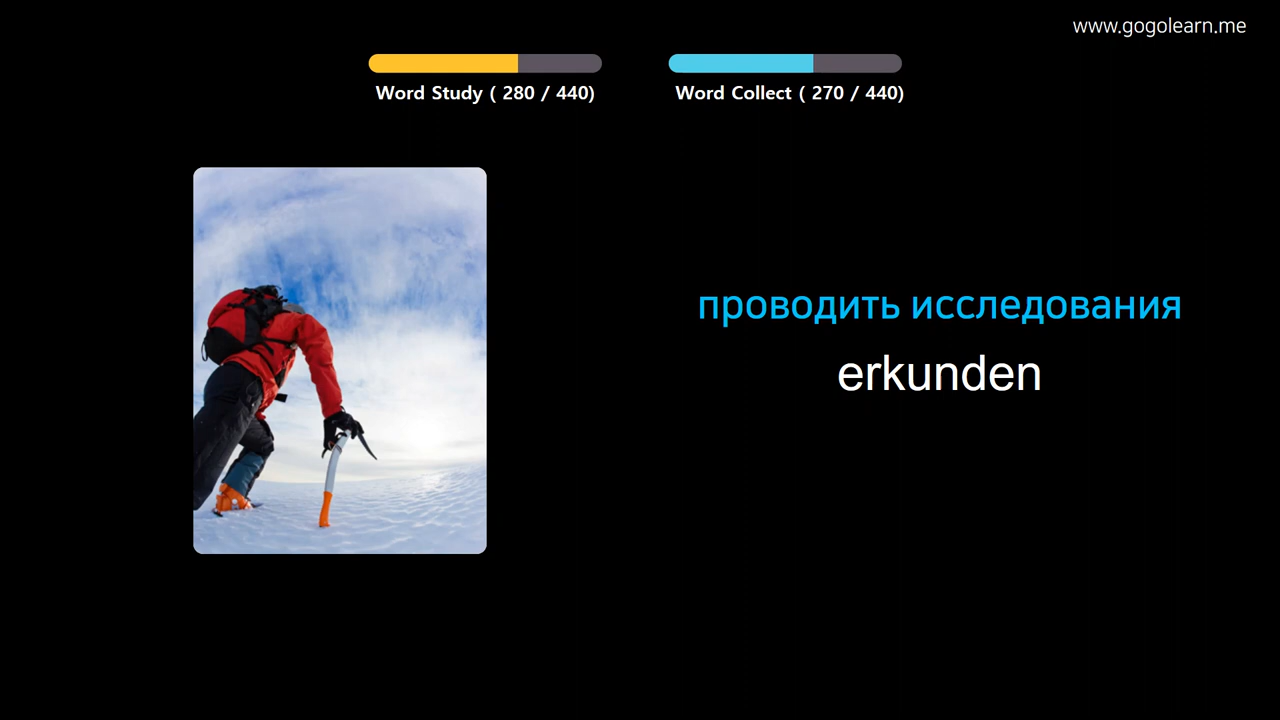 www.gogolearn.me
Word Study ( 280 / 440)
Word Collect ( 270 / 440)
проводить исследования
erkunden